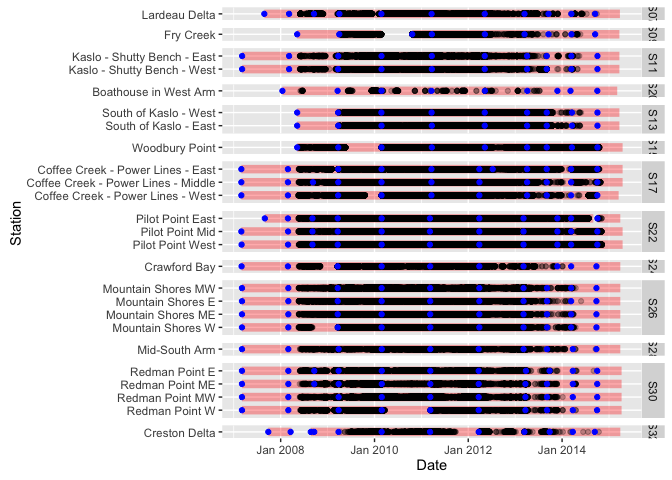 Lardeau Delta
Fry Creek
Kaslo - Shutty Bench - East
S11
Kaslo - Shutty Bench - West
Boathouse in West Arm
South of Kaslo - West
S13
South of Kaslo - East
Woodbury Point
Coffee Creek - Power Lines - East
Coffee Creek - Power Lines - Middle
S17
Coffee Creek - Power Lines - West
Pilot Point East
Pilot Point Mid
S22
Pilot Point West
Crawford Bay
Mountain Shores MW
Mountain Shores E
S26
Mountain Shores ME
Mountain Shores W
Mid-South Arm
Redman Point E
Redman Point ME
S30
Redman Point MW
Redman Point W
Creston Delta
Station
Jan 2008
Jan 2010
Jan 2012
Jan 2014
Date